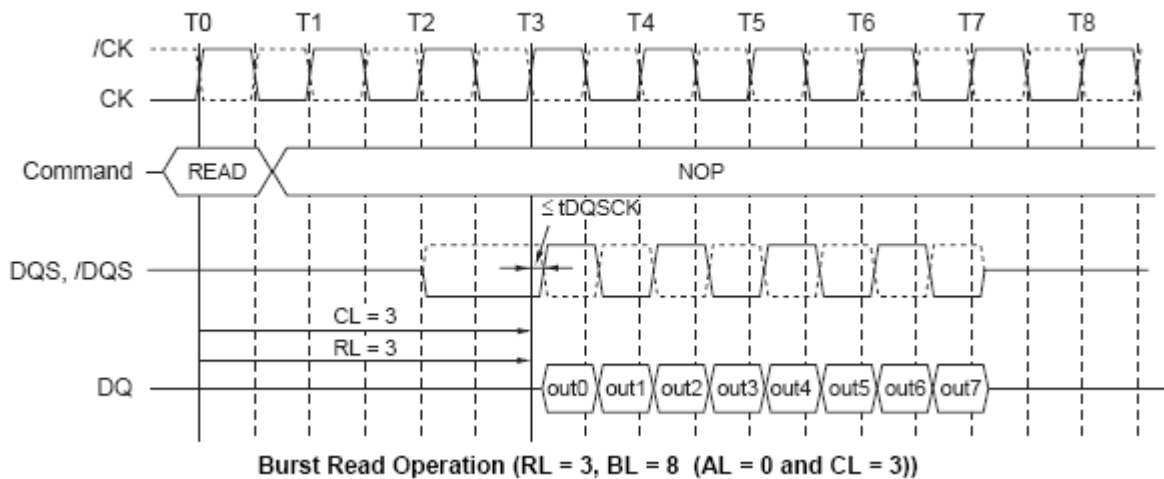 T0 T1 T2 T3 T4 T5 T6 T7 T8
/CK
CK
Command READ NOP
≤ tDQSCK
DQS, /DQS
CL = 3
RL = 3
DQ out0 out1 out2 out3 out4 out5 out6 out7
Burst Read Operation (RL = 3, BL = 8 (AL = 0 and CL = 3))